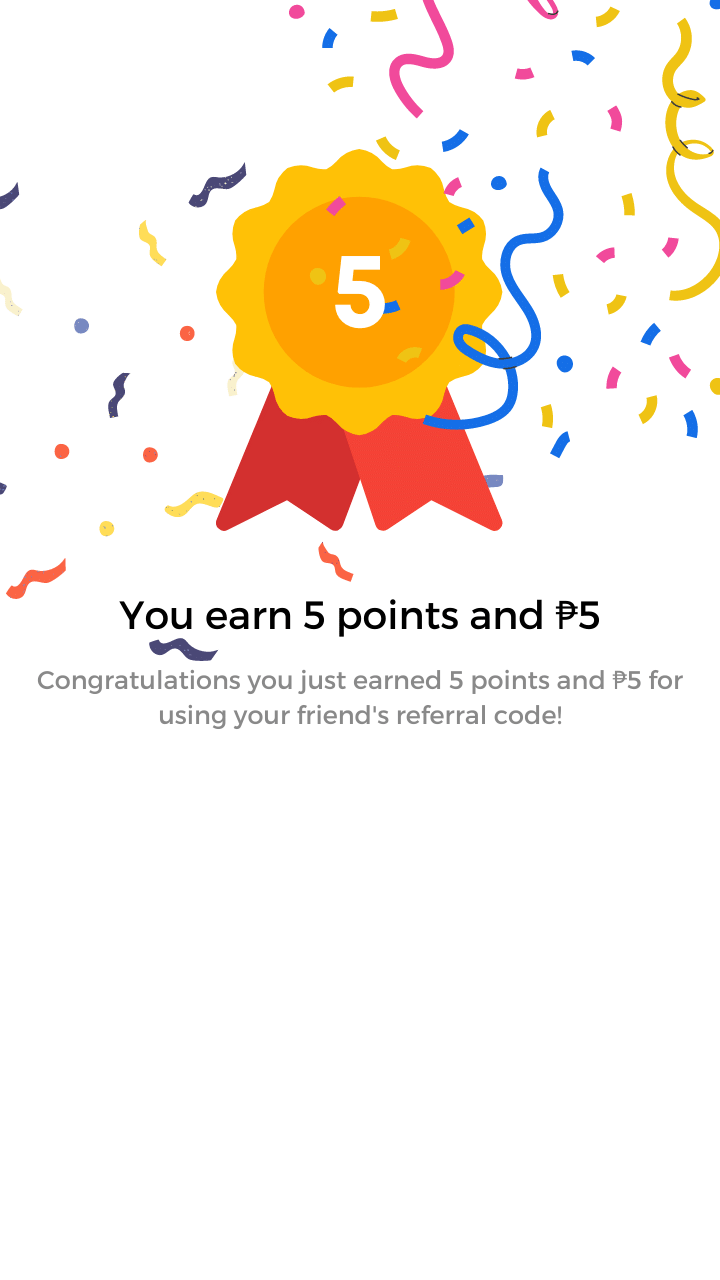 5
You earn 5 points and ₱5
Congratulations you just earned 5 points and ₱5 for
using your friend's referral code!